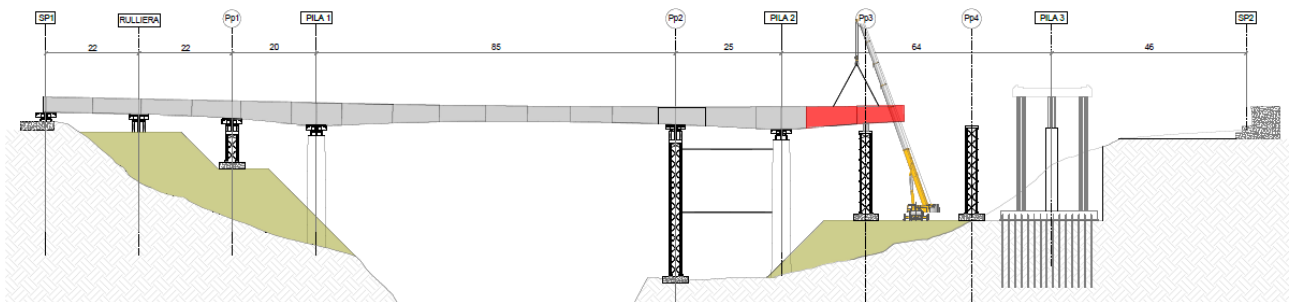 SP1 RULLIERA Pp1 PILA 1 Pp2 PILA 2 Pp3 Pp4 PILA 3 SP2
22 22 20 85 25 64 46